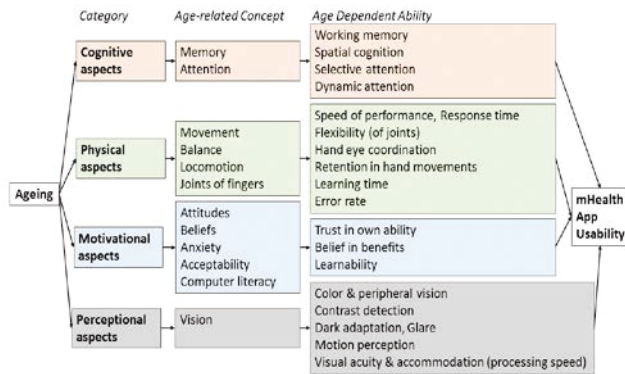 Category
Age-related Concept
Age Dependent Ability
Ageing
Cognitive
aspects
Memory
Attention
Working memory
Spatial cognition
Selective attention
Dynamic attention
Physical
aspects
Movement
Balance
Locomotion
Joints of fingers
Speed of performance, Response time
Flexibility (of joints)
Hand eye coordination
Retention in hand movements
Learning time
Error rate
Motivational
aspects
Attitudes
Beliefs
Anxiety
Acceptability
Computer literacy
Trust in own ability
Belief in benefits
Learnability
Perceptional
aspects
Vision
Color & peripheral vision
Contrast detection
Dark adaptation, Glare
Motion perception
Visual acuity & accommodation (processing speed)
mHealth
App
Usability